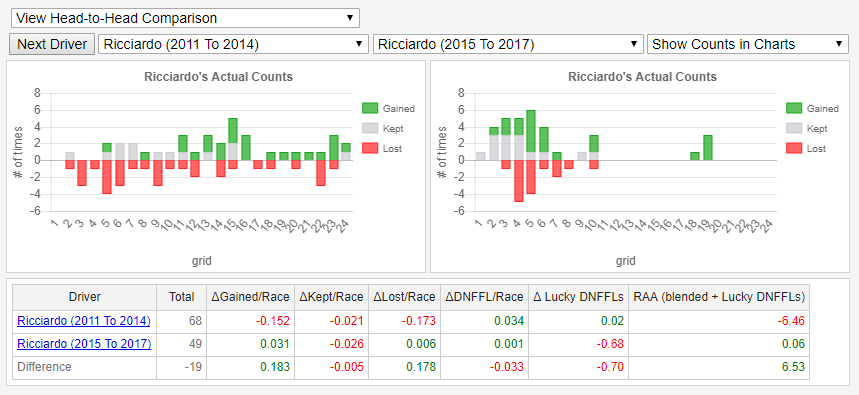 View Head-to-Head Comparison
Next Driver Ricciardo (2011 To 2014) Ricciardo (2015 To 2017) Show Counts in Charts
Ricciardo's Actual Counts
8
6
4
2
0
-2
-4
-6
# of times
1 2 3 4 5 6 7 8 9 10 11 12 13 14 15 16 17 18 19 20 21 22 23 24
grid
Gained
Kept
Lost
Ricciardo's Actual Counts
8
6
4
2
0
-2
-4
-6
# of times
1 2 3 4 5 6 7 8 9 10 11 12 13 14 15 16 17 18 19 20 21 22 23 24
grid
Gained
Kept
Lost
Driver Total ΔGained/Race ΔKept/Race ΔLost/Race ΔDNFFL/Race Δ Lucky DNFFLs RAA (blended + Lucky DNFFLs)
Ricciardo (2011 To 2014) 68 -0.152 -0.021 -0.173 0.034 0.02 -6.46
Ricciardo (2015 To 2017) 49 0.031 -0.026 0.006 0.001 -0.68 0.06
Difference -19 0.183 -0.005 0.178 -0.033 -0.70 6.53